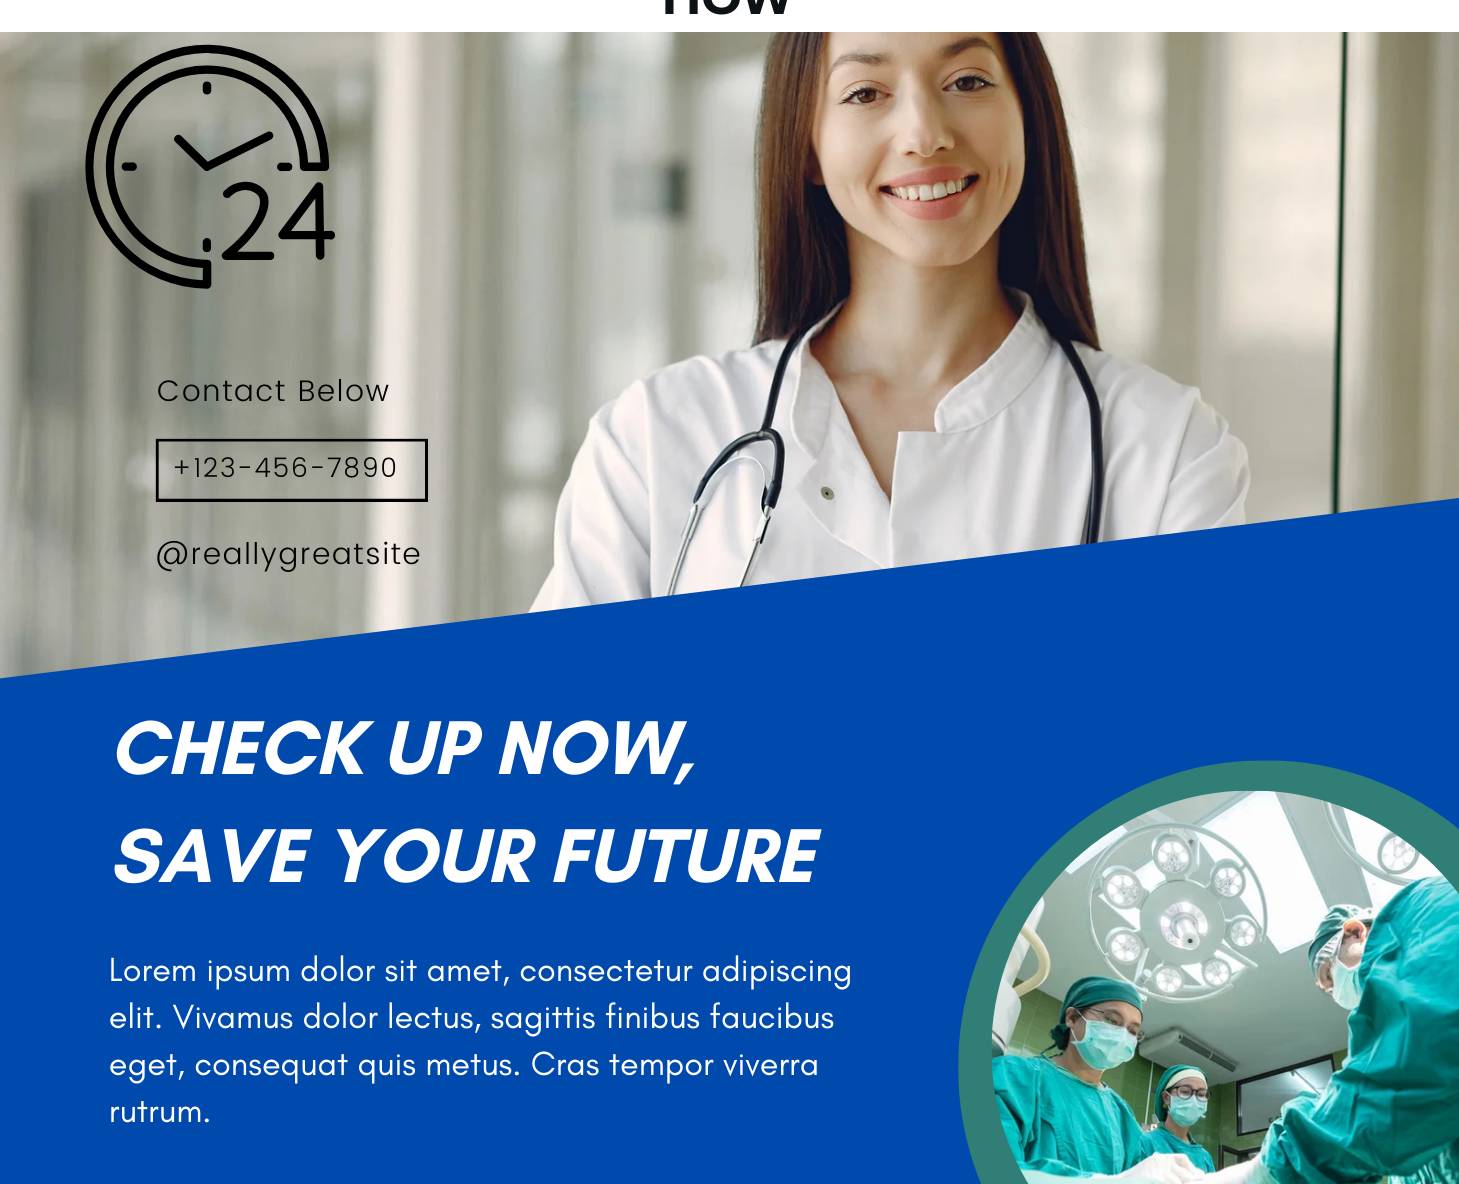 now
24
Contact Below
+123-456-7890
@reallygreatsite
CHECK UP NOW,
SAVE YOUR FUTURE
Lorem ipsum dolor sit amet, consectetur adipiscing
elit. Vivamus dolor lectus, sagittis finibus faucibus
eget, consequat quis metus. Cras tempor viverra
rutrum.